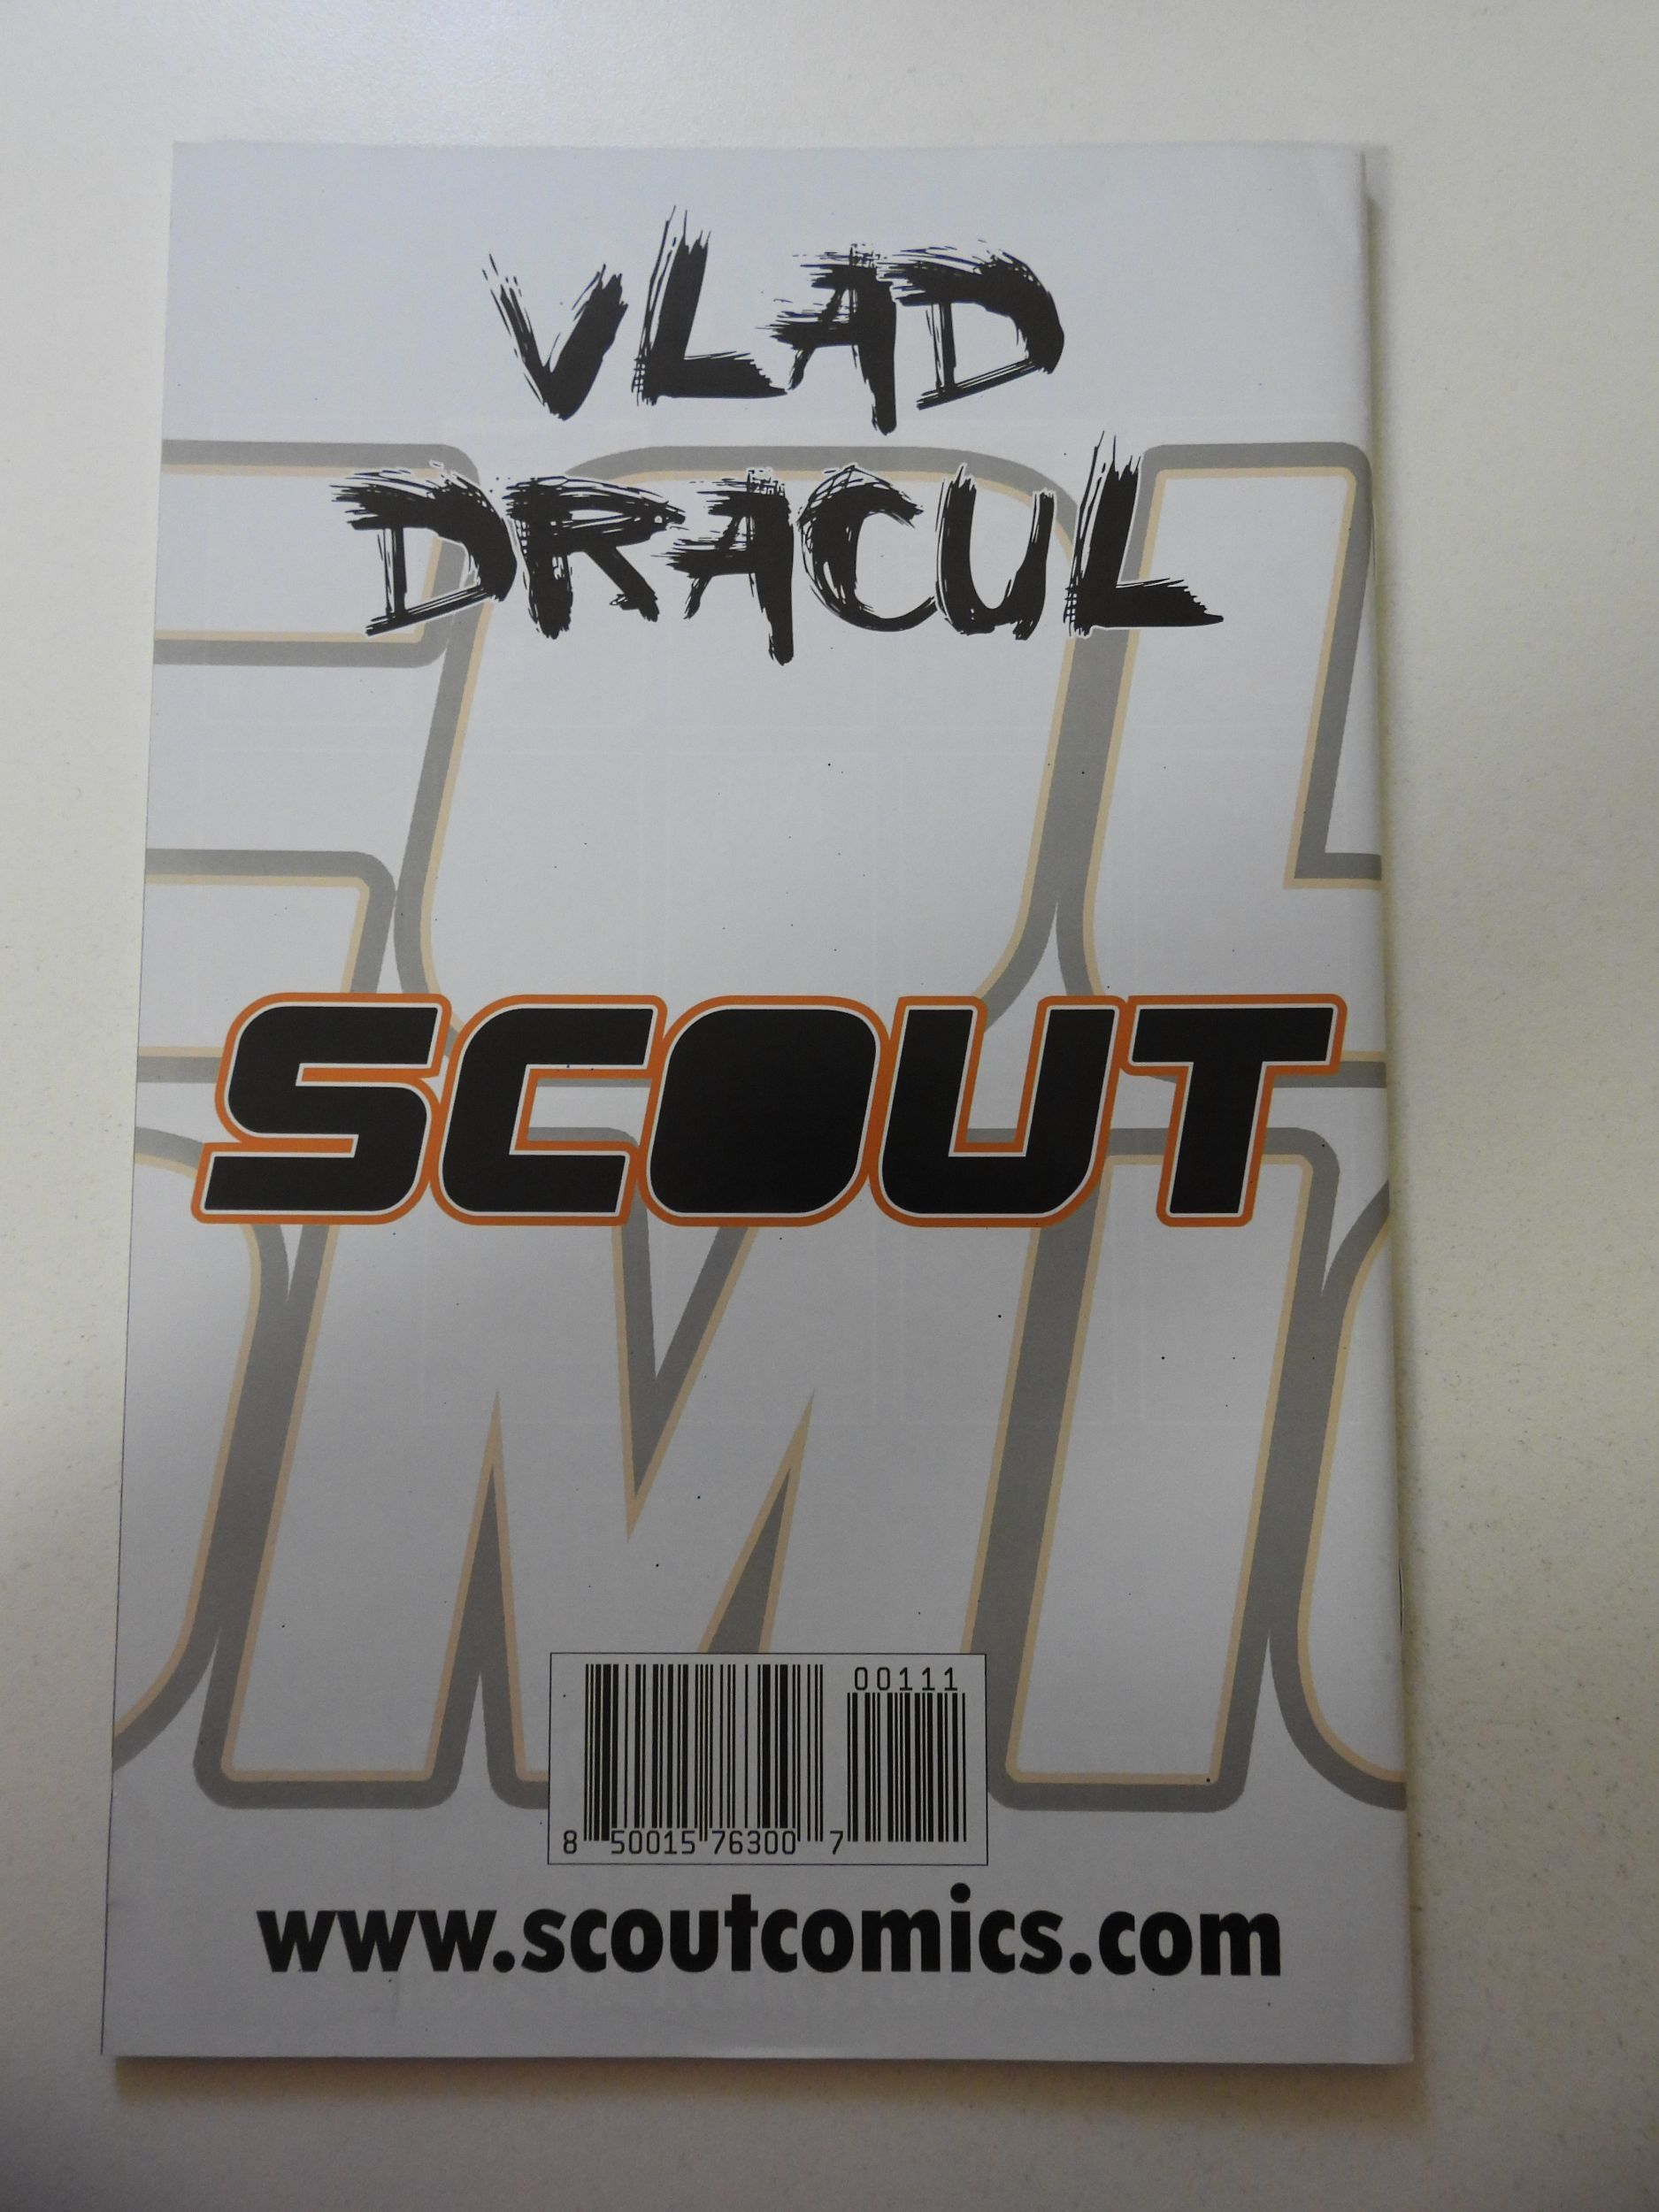 VLAD
DRACUL
SCOUT
00111
8 50015 76300 7
www.scoutcomics.com